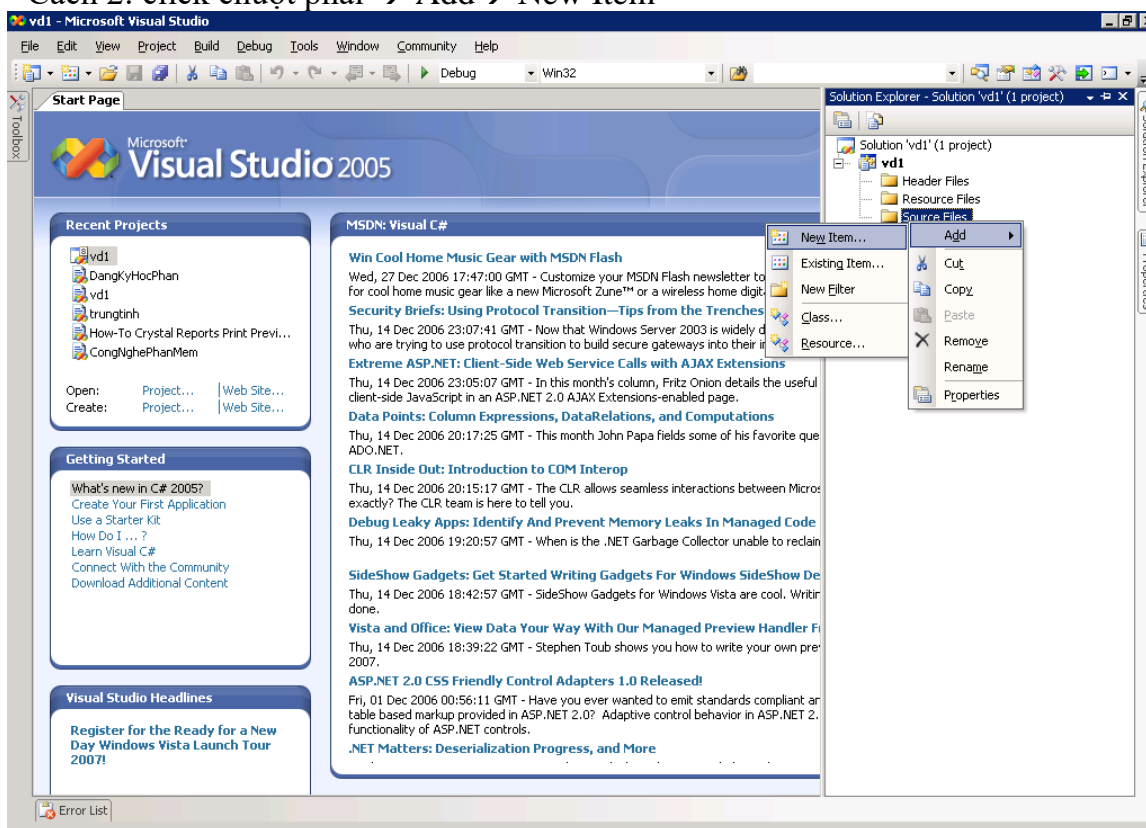 Cách 2: click chuột phải → Add → New Item
vd1 - Microsoft Visual Studio
File Edit View Project Build Debug Tools Window Community Help
Debug Win32
Toolbox
Start Page
Microsoft
Visual Studio 2005
Recent Projects
vd1
DangKyHocPhan
vd1
trungtinh
How-To Crystal Reports Print Previ...
CongNghePhanMem
Open: Project... | Web Site...
Create: Project... | Web Site...
Getting Started
What's new in C# 2005?
Create Your First Application
Use a Starter Kit
How Do I ... ?
Learn Visual C#
Connect With the Community
Download Additional Content
Visual Studio Headlines
Register for the Ready for a New
Day Windows Vista Launch Tour
2007!
MSDN: Visual C#
Win Cool Home Music Gear with MSDN Flash
Wed, 27 Dec 2006 17:47:00 GMT - Customize your MSDN Flash newsletter to
for cool home music gear like a new Microsoft Zune™ or a wireless home digit
Security Briefs: Using Protocol Transition—Tips from the Trenches
Thu, 14 Dec 2006 23:07:41 GMT - Now that Windows Server 2003 is widely d
who are trying to use protocol transition to build secure gateways into their i
Extreme ASP.NET: Client-Side Web Service Calls with AJAX Extensions
Thu, 14 Dec 2006 23:05:07 GMT - In this month's column, Fritz Onion details the useful
client-side JavaScript in an ASP.NET 2.0 AJAX Extensions-enabled page.
Data Points: Column Expressions, DataRelations, and Computations
Thu, 14 Dec 2006 20:17:25 GMT - This month John Papa fields some of his favorite que
ADO.NET.
CLR Inside Out: Introduction to COM Interop
Thu, 14 Dec 2006 20:15:17 GMT - The CLR allows seamless interactions between Micros
exactly? The CLR team is here to tell you.
Debug Leaky Apps: Identify And Prevent Memory Leaks In Managed Code
Thu, 14 Dec 2006 19:20:57 GMT - When is the .NET Garbage Collector unable to reclain
SideShow Gadgets: Get Started Writing Gadgets For Windows SideShow De
Thu, 14 Dec 2006 18:42:57 GMT - SideShow Gadgets for Windows Vista are cool. Writin
done.
Vista and Office: View Data Your Way With Our Managed Preview Handler F
Thu, 14 Dec 2006 18:39:22 GMT - Stephen Toub shows you how to write your own pre
2007.
ASP.NET 2.0 CSS Friendly Control Adapters 1.0 Released!
Fri, 01 Dec 2006 00:56:11 GMT - Have you ever wanted to emit standards compliant ar
table based markup provided in ASP.NET 2.0? Adaptive control behavior in ASP.NET 2.
functionality of ASP.NET controls.
.NET Matters: Deserialization Progress, and More
Solution Explorer - Solution 'vd1' (1 project)
Solution 'vd1' (1 project)
vd1
Header Files
Resource Files
Source Files
New Item...
Existing Item...
New Filter
Class...
Resource...
Add
Cut
Copy
Paste
Remove
Rename
Properties
Solution Explorer
Properties
Error List